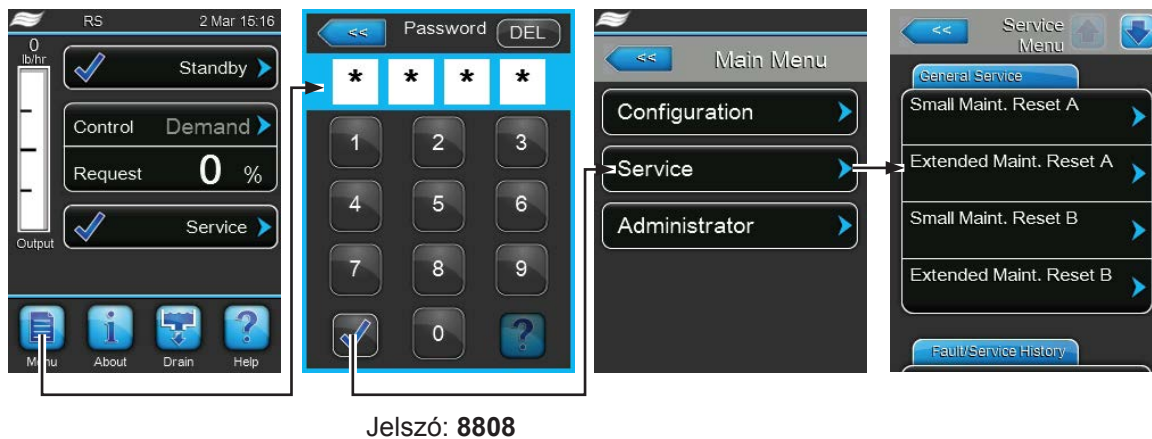 RS 2 Mar 15:16
0
lb/hr
Standby
Control Demand
Request 0 %
Service
Output
Menu About Drain Help
<< Password DEL
* * * *
1 2 3
4 5 6
7 8 9
0 ?
Jelszó: 8808
<< Main Menu
Configuration
Service
Administrator
<< Service
Menu
General Service
Small Maint. Reset A
Extended Maint. Reset A
Small Maint. Reset B
Extended Maint. Reset B
Fault/Service History